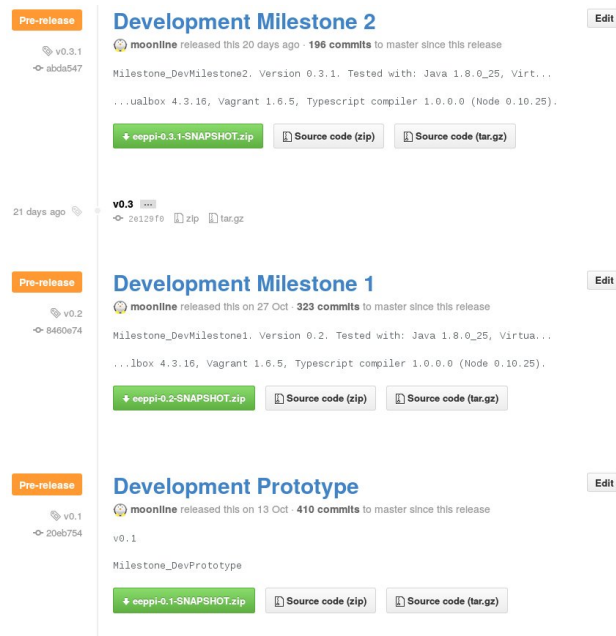 Pre-release
Development Milestone 2
Edit
moonline released this 20 days ago · 196 commits to master since this release
v0.3.1
abda547
Milestone_DevMilestone2. Version 0.3.1. Tested with: Java 1.8.0_25, Virt...
...ualbox 4.3.16, Vagrant 1.6.5, Typescript compiler 1.0.0 (Node 0.10.25).
eeppi-0.3.1-SNAPSHOT.zip Source code (zip) Source code (tar.gz)
21 days ago
v0.3 ...
2e129f0 zip tar.gz
Pre-release
Development Milestone 1
Edit
moonline released this on 27 Oct · 323 commits to master since this release
v0.2
8460e74
Milestone_DevMilestone1. Version 0.2. Tested with: Java 1.8.0_25, Virtua...
...lbox 4.3.16, Vagrant 1.6.5, Typescript compiler 1.0.0 (Node 0.10.25).
eeppi-0.2-SNAPSHOT.zip Source code (zip) Source code (tar.gz)
Pre-release
Development Prototype
Edit
moonline released this on 13 Oct · 410 commits to master since this release
v0.1
20eb754
v0.1
Milestone_DevPrototype
eeppi-0.1-SNAPSHOT.zip Source code (zip) Source code (tar.gz)